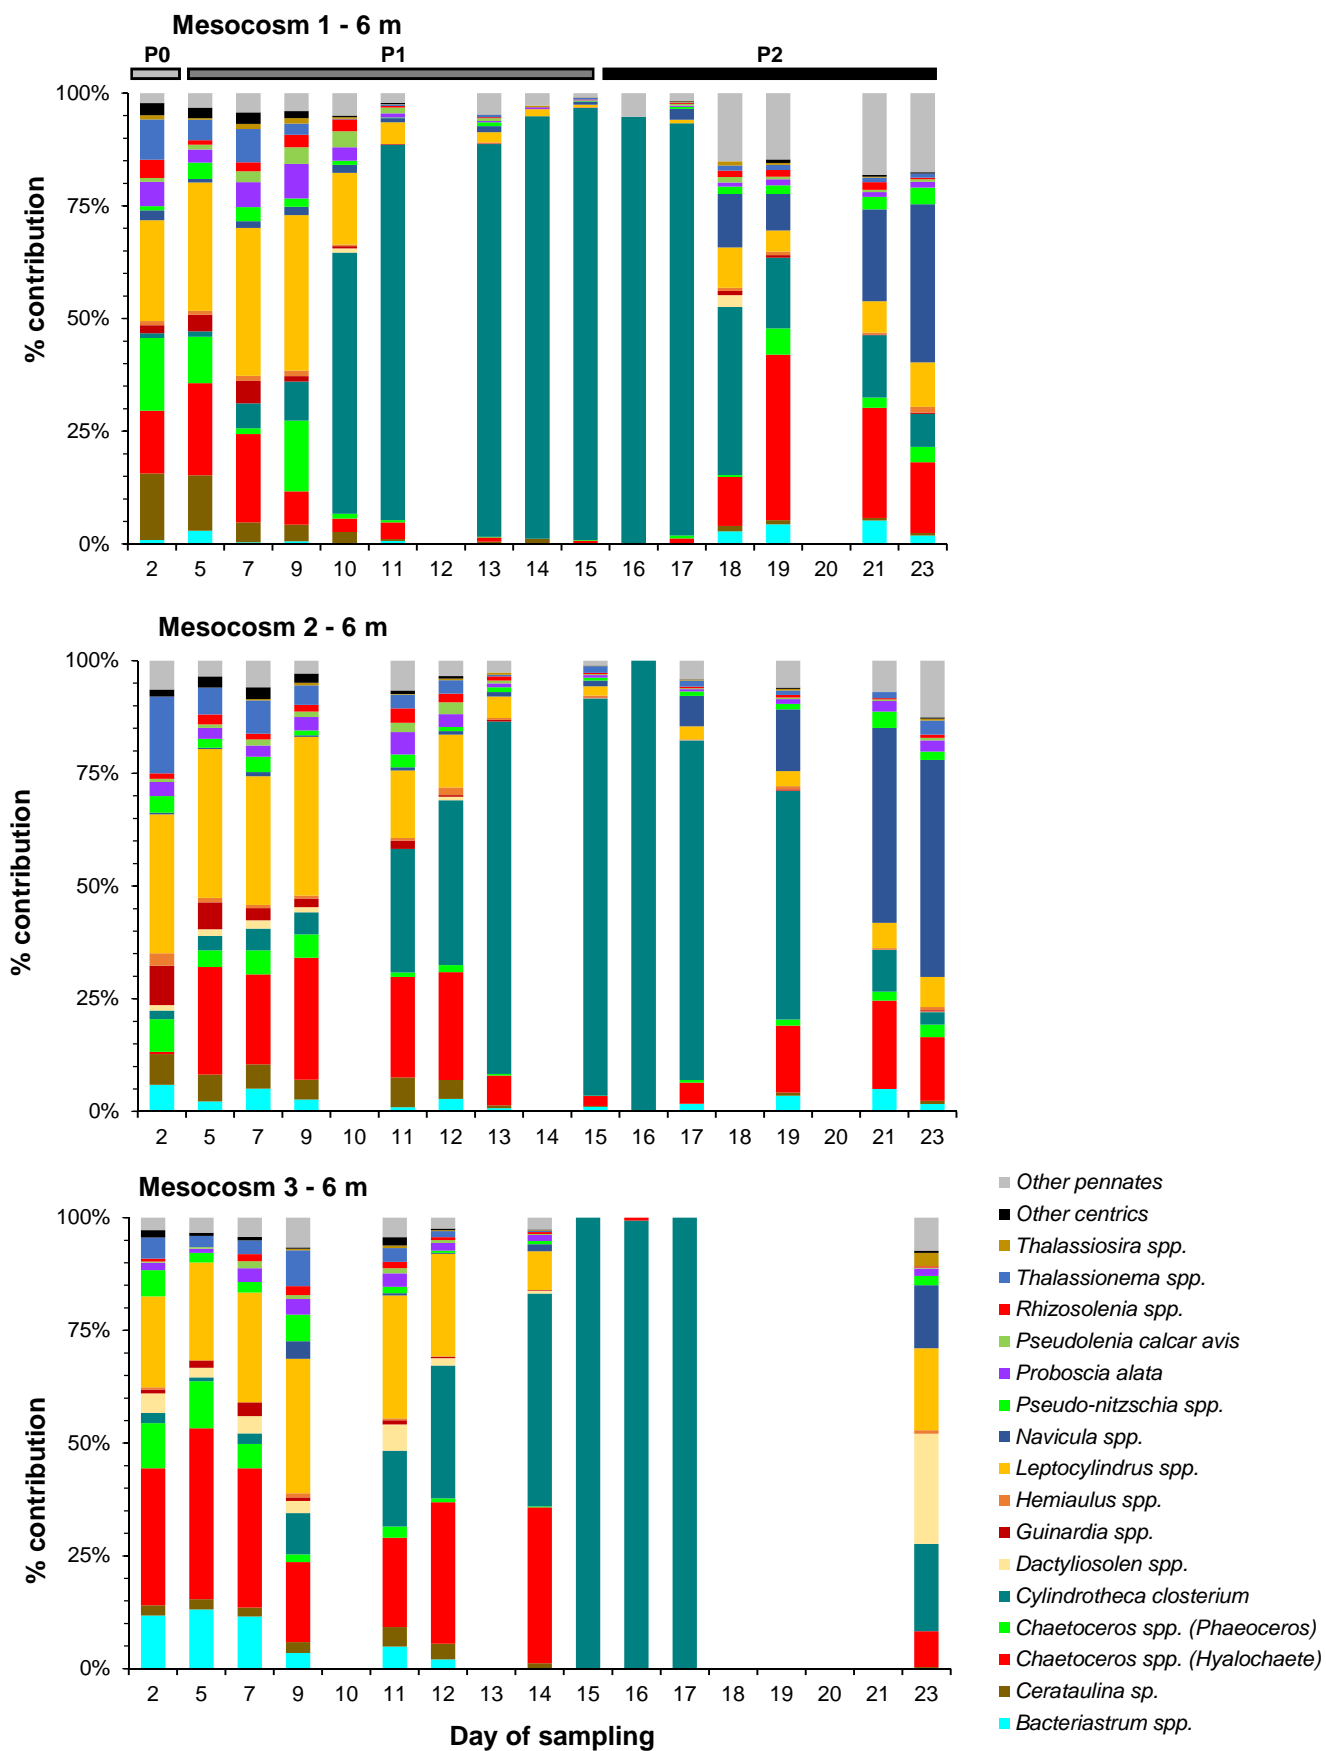 Mesocosm 1 - 6 m
P0 P1 P2
100%
75%
50%
25%
0%
% contribution
2 5 7 9 10 11 12 13 14 15 16 17 18 19 20 21 23
Mesocosm 2 - 6 m
100%
75%
50%
25%
0%
% contribution
2 5 7 9 10 11 12 13 14 15 16 17 18 19 20 21 23
Mesocosm 3 - 6 m
100%
75%
50%
25%
0%
% contribution
2 5 7 9 10 11 12 13 14 15 16 17 18 19 20 21 23
Day of sampling
Other pennates
Other centrics
Thalassiosira spp.
Thalassionema spp.
Rhizosolenia spp.
Pseudolenia calcar avis
Proboscia alata
Pseudo-nitzschia spp.
Navicula spp.
Leptocylindrus spp.
Hemiaulus spp.
Guinardia spp.
Dactyliosolen spp.
Cylindrotheca closterium
Chaetoceros spp. (Phaeoceros)
Chaetoceros spp. (Hyalochaete)
Cerataulina sp.
Bacteriastrum spp.